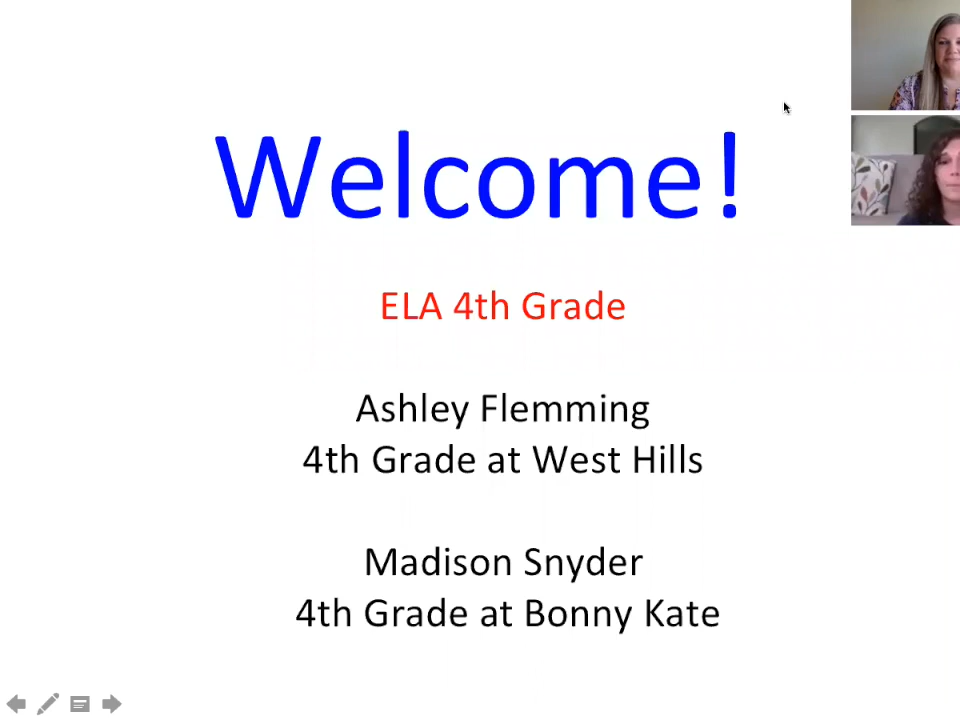 Welcome!
ELA 4th Grade
Ashley Flemming
4th Grade at West Hills
Madison Snyder
4th Grade at Bonny Kate